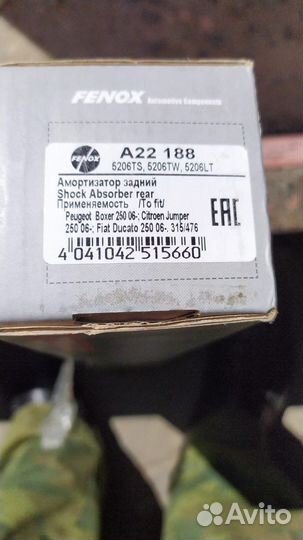 FENOX Automotive Components
FENOX
A22 188
5206TS, 5206TW, 5206LT
Амортизатор задний
Shock Absorber rear
Применяемость /To fit/
Peugeot Boxer 250 06-; Citroen Jumper
250 06-; Fiat Ducato 250 06-. 315/476
EAC
4 041042 515660
Avito